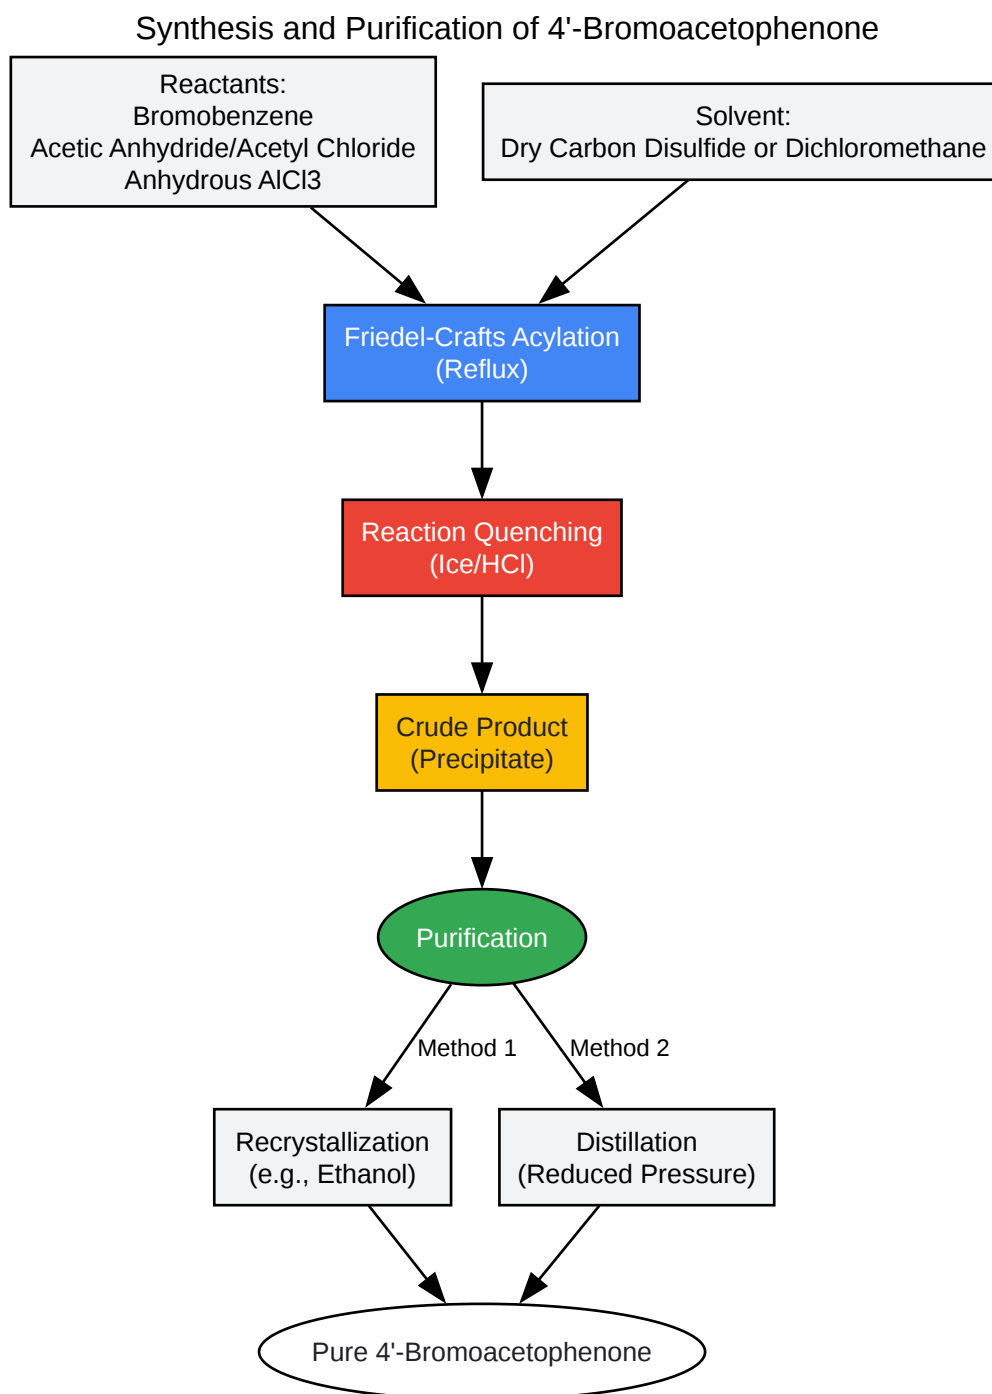 Synthesis and Purification of 4'-Bromoacetophenone
Reactants:
Bromobenzene
Acetic Anhydride/Acetyl Chloride
Anhydrous AlCl3
Solvent:
Dry Carbon Disulfide or Dichloromethane
Friedel-Crafts Acylation
(Reflux)
Reaction Quenching
(Ice/HCl)
Crude Product
(Precipitate)
Purification
Method 1
Method 2
Recrystallization
(e.g., Ethanol)
Distillation
(Reduced Pressure)
Pure 4'-Bromoacetophenone